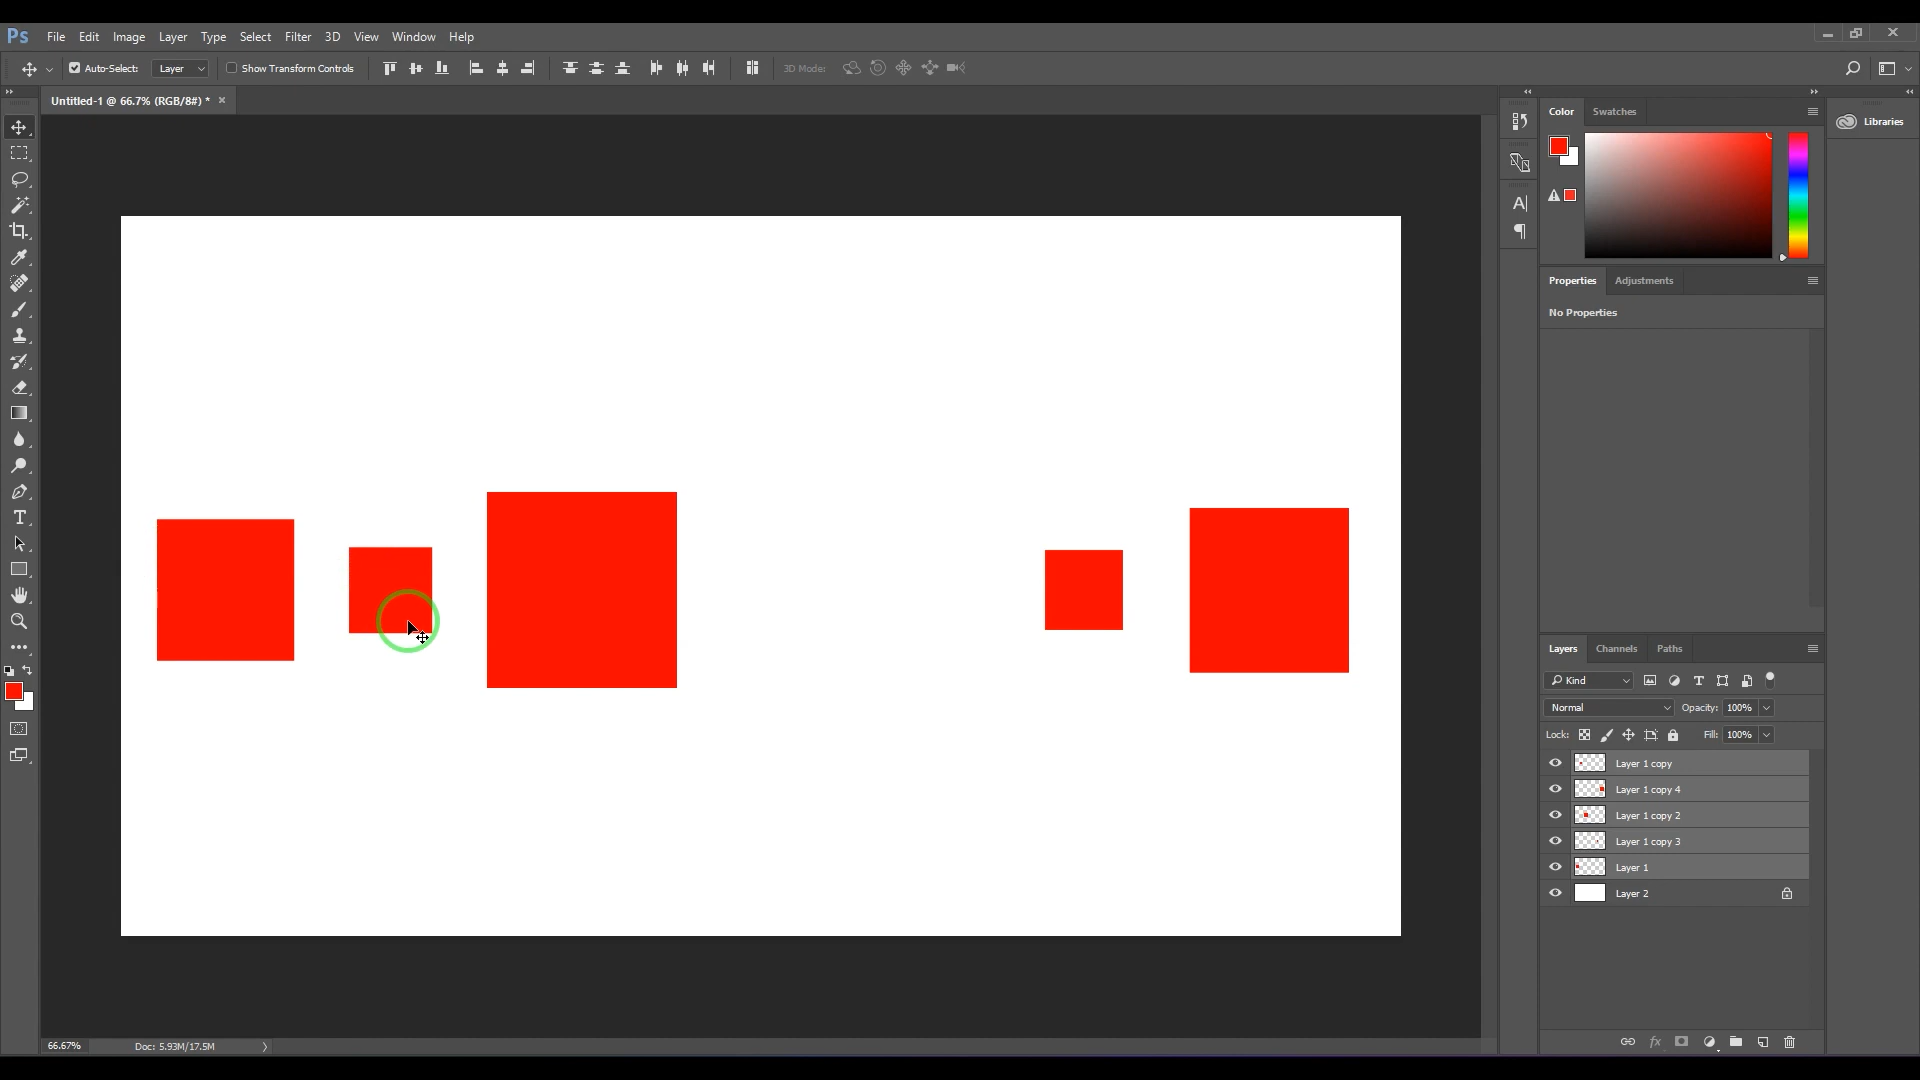 Ps File Edit Image Layer Type Select Filter 3D View Window Help
Auto-Select: Layer Show Transform Controls 3D Mode:
Untitled-1 @ 66.7% (RGB/8#) * ×
Color Swatches
Libraries
Properties Adjustments
No Properties
Layers Channels Paths
Kind
Normal Opacity: 100%
Lock: Fill: 100%
Layer 1 copy
Layer 1 copy 4
Layer 1 copy 2
Layer 1 copy 3
Layer 1
Layer 2
66.67% Doc: 5.93M/17.5M